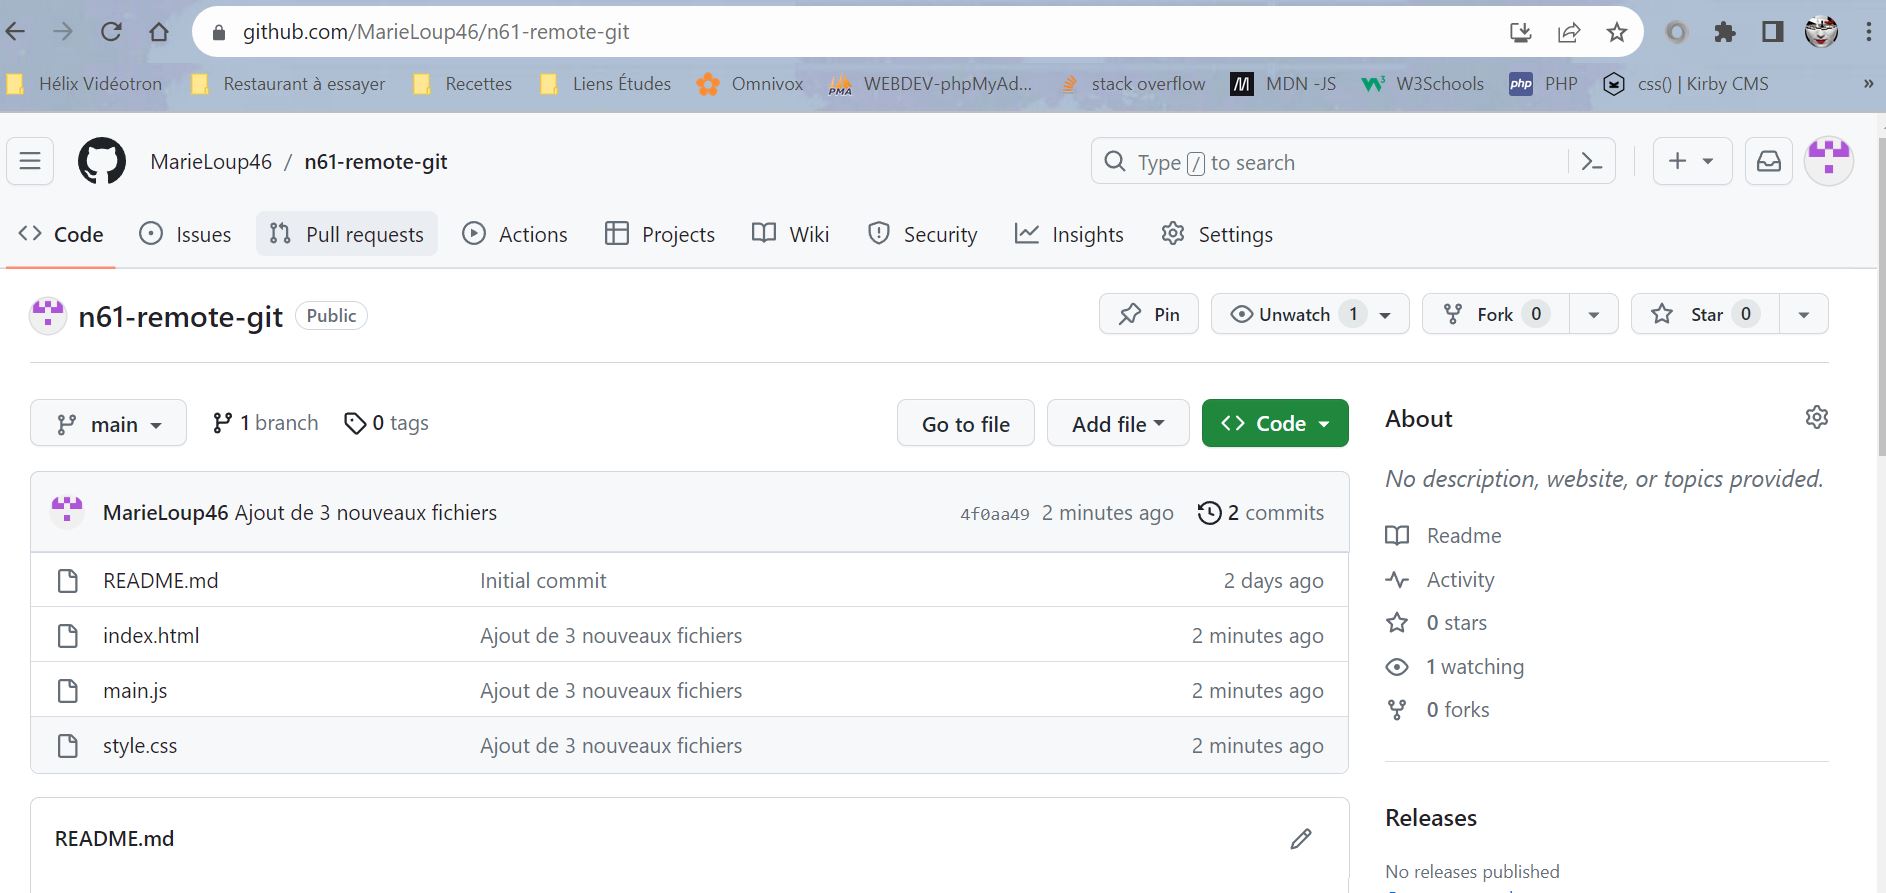 github.com/MarieLoup46/n61-remote-git
Hélix Vidéotron Restaurant à essayer Recettes Liens Études Omnivox PMA WEBDEV-phpMyAd... stack overflow M MDN -JS W3 W3Schools php PHP css() | Kirby CMS »
MarieLoup46 / n61-remote-git Type / to search
Code Issues Pull requests Actions Projects Wiki Security Insights Settings
n61-remote-git Public Pin Unwatch 1 Fork 0 Star 0
main 1 branch 0 tags Go to file Add file Code
MarieLoup46 Ajout de 3 nouveaux fichiers 4f0aa49 2 minutes ago 2 commits
README.md Initial commit 2 days ago
index.html Ajout de 3 nouveaux fichiers 2 minutes ago
main.js Ajout de 3 nouveaux fichiers 2 minutes ago
style.css Ajout de 3 nouveaux fichiers 2 minutes ago
README.md
About
No description, website, or topics provided.
Readme
Activity
0 stars
1 watching
0 forks
Releases
No releases published